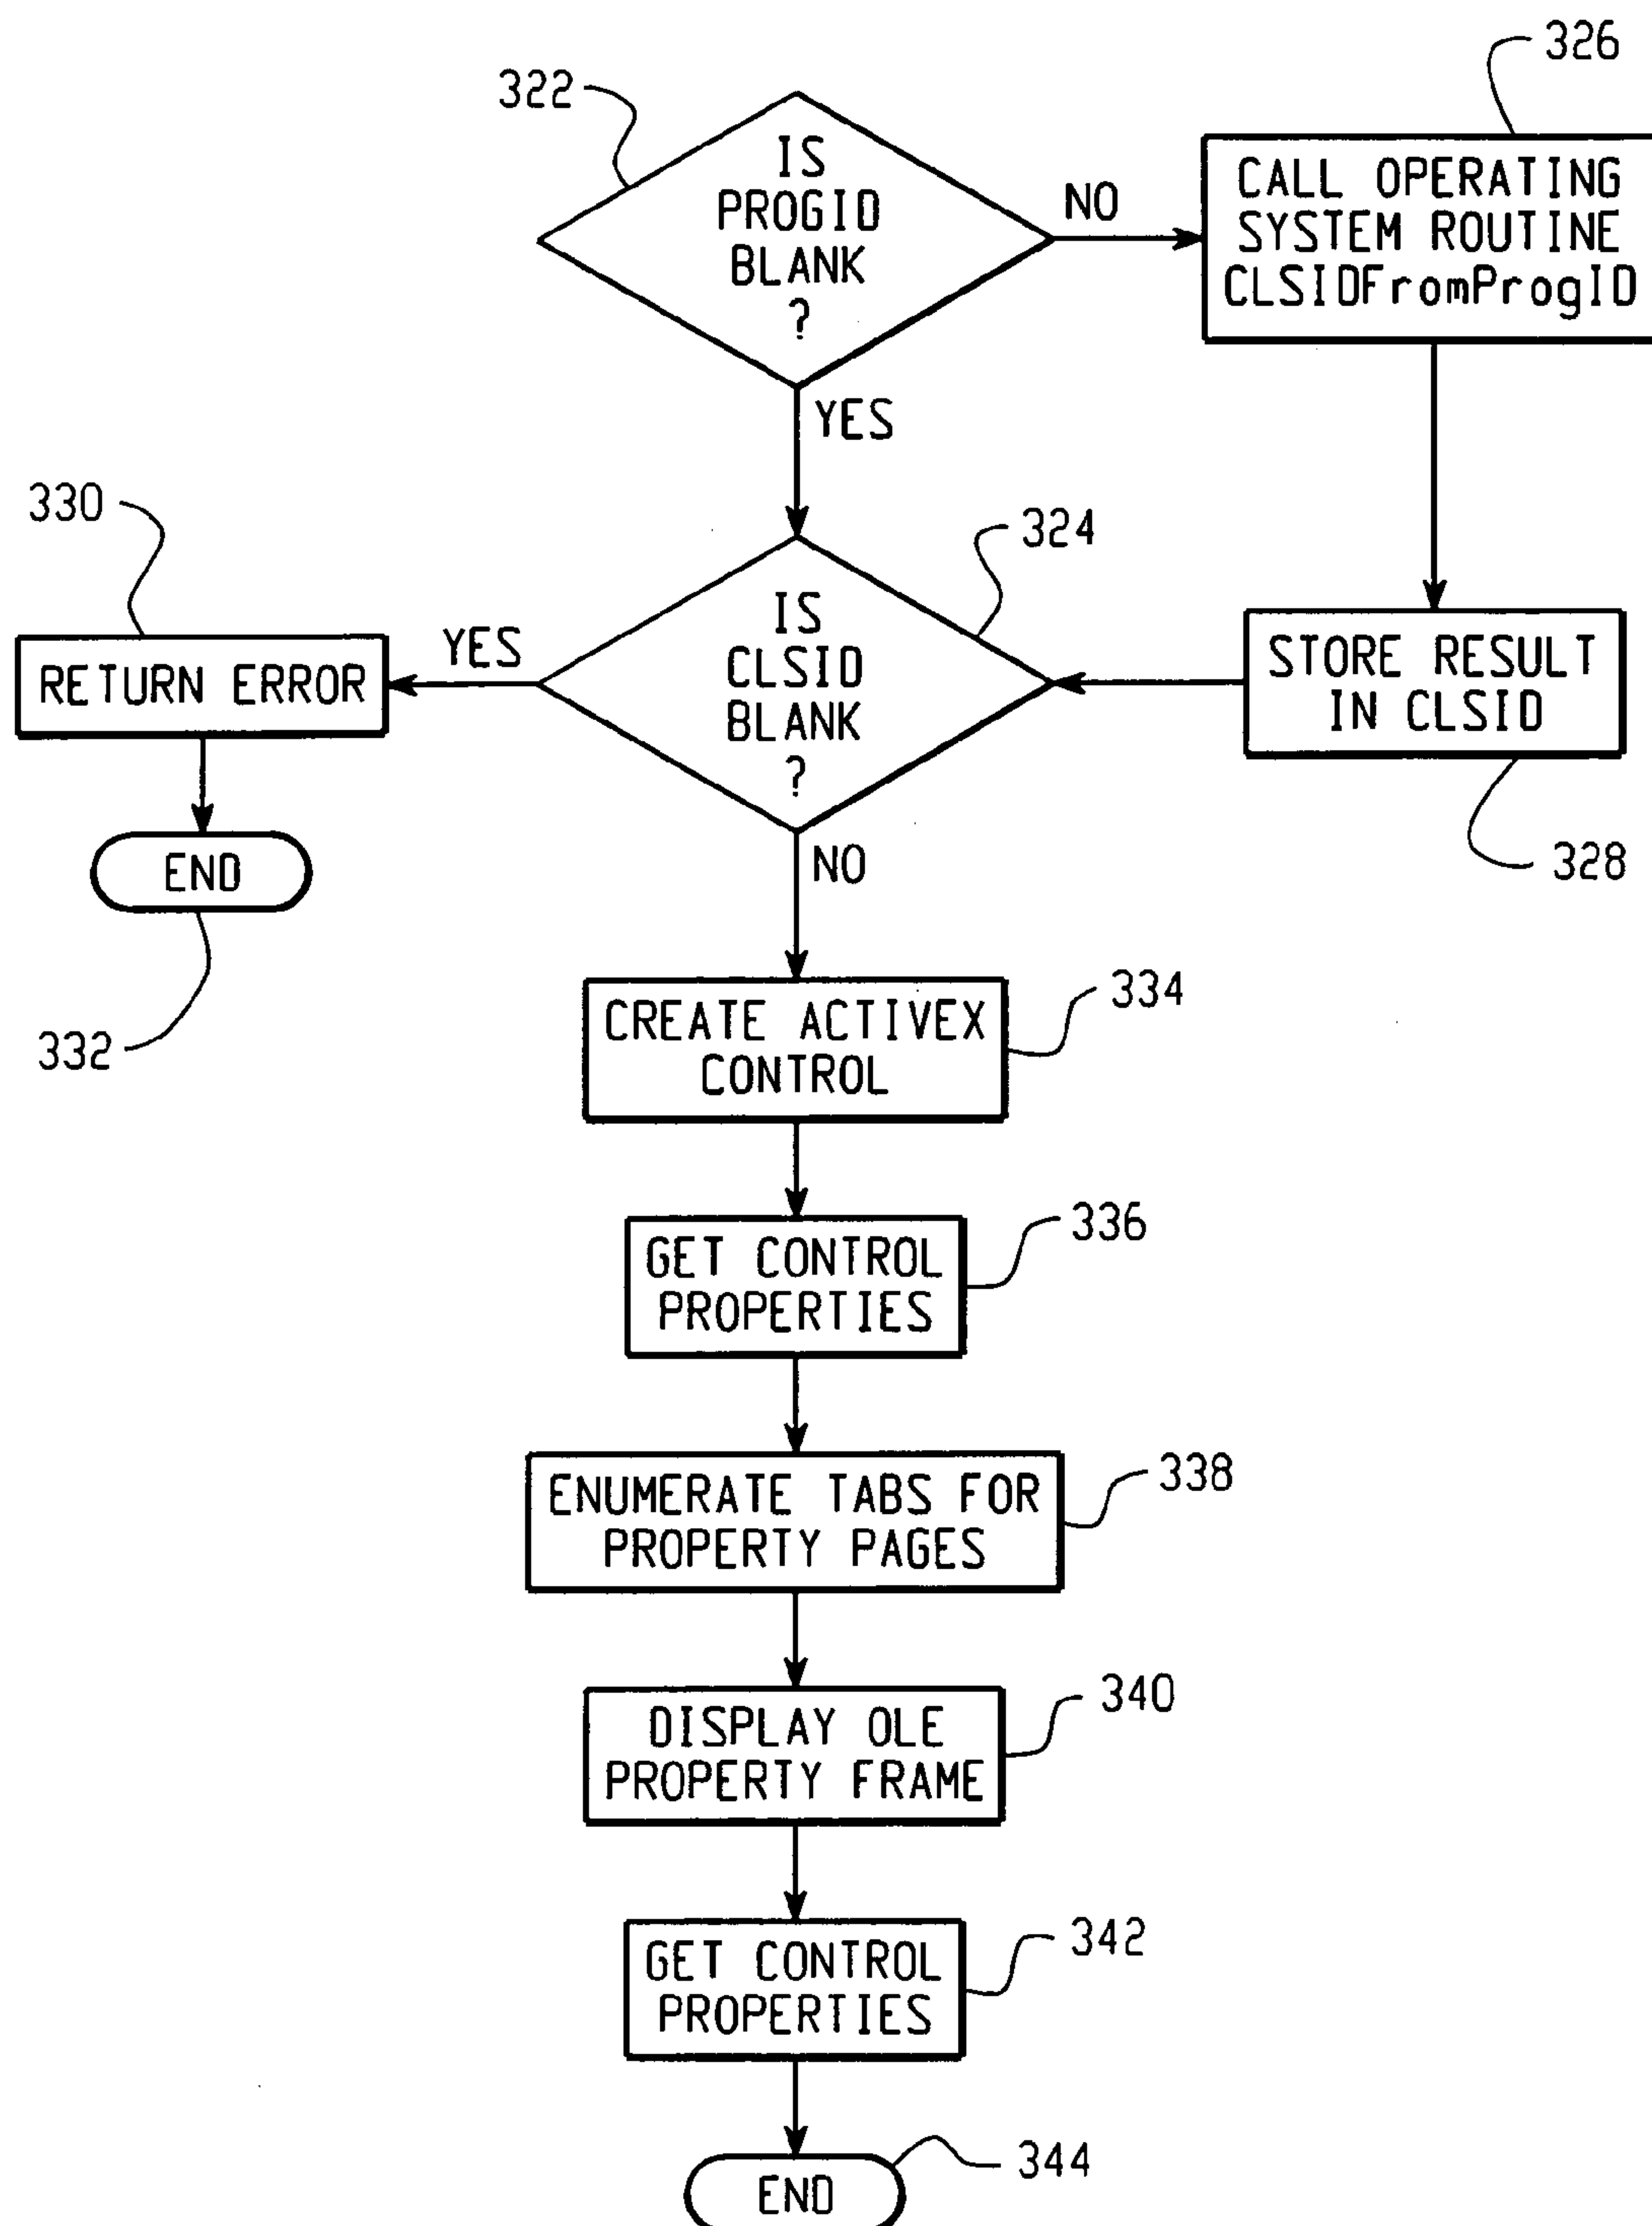 326
322
IS
PROGID
BLANK
?
NO
CALL OPERATING
SYSTEM ROUTINE
CLSIDFromProgID
YES
330
324
IS
CLSID
BLANK
?
YES
RETURN ERROR
STORE RESULT
IN CLSID
328
END
332
NO
CREATE ACTIVEX
CONTROL
334
GET CONTROL
PROPERTIES
336
ENUMERATE TABS FOR
PROPERTY PAGES
338
DISPLAY OLE
PROPERTY FRAME
340
GET CONTROL
PROPERTIES
342
END
344